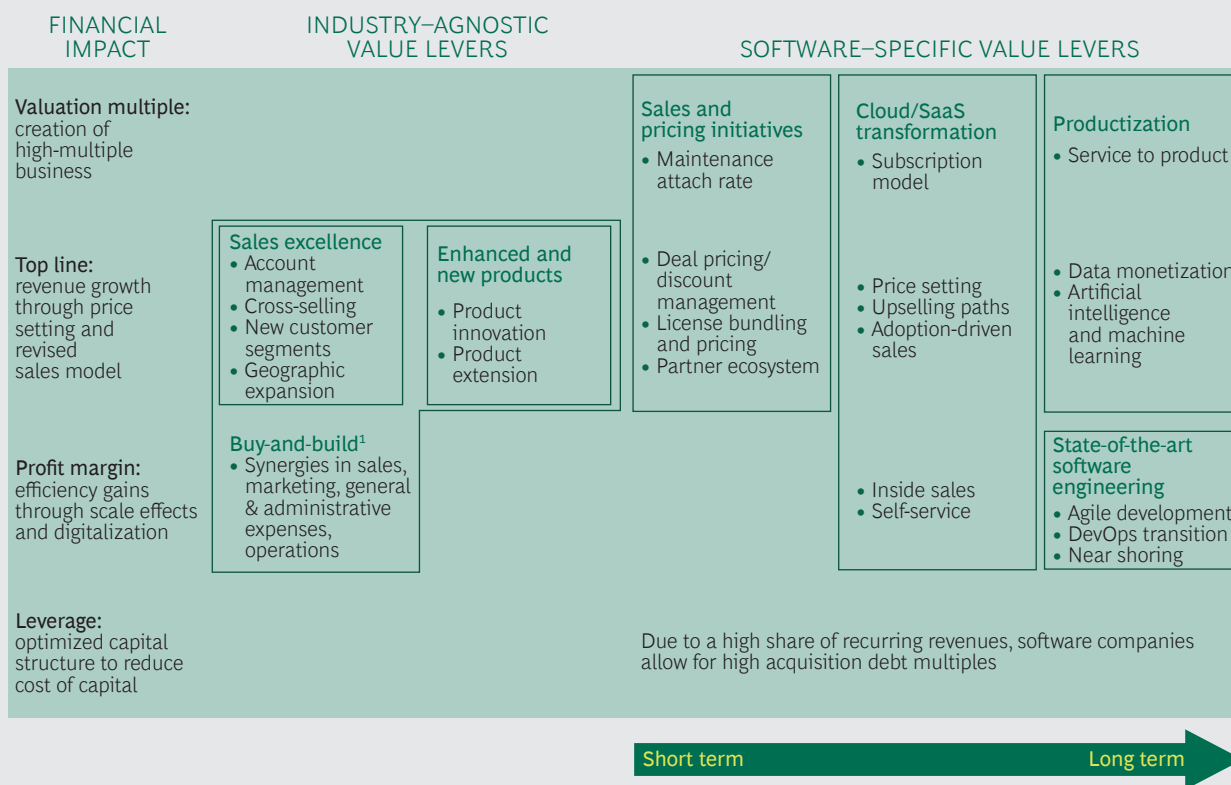 FINANCIAL
IMPACT
INDUSTRY–AGNOSTIC
VALUE LEVERS
SOFTWARE–SPECIFIC VALUE LEVERS
Valuation multiple:
creation of
high-multiple
business
Sales and
pricing initiatives
• Maintenance
attach rate
Cloud/SaaS
transformation
• Subscription
model
Productization
• Service to product
Top line:
revenue growth
through price
setting and
revised
sales model
Sales excellence
• Account
management
• Cross-selling
• New customer
segments
• Geographic
expansion
Enhanced and
new products
• Product
innovation
• Product
extension
• Deal pricing/
discount
management
• License bundling
and pricing
• Partner ecosystem
• Price setting
• Upselling paths
• Adoption-driven
sales
• Data monetization
• Artificial
intelligence
and machine
learning
Profit margin:
efficiency gains
through scale effects
and digitalization
Buy-and-build¹
• Synergies in sales,
marketing, general
& administrative
expenses,
operations
• Inside sales
• Self-service
State-of-the-art
software
engineering
• Agile development
• DevOps transition
• Near shoring
Leverage:
optimized capital
structure to reduce
cost of capital
Due to a high share of recurring revenues, software companies
allow for high acquisition debt multiples
Short term
Long term